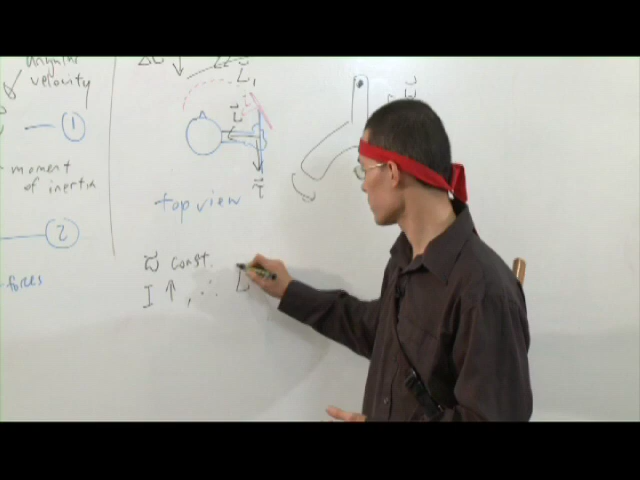 angular
velocity
1
moment
of inertia
2
forces
L₁
L
τ
top view
ω const.
I ↑, ∴ L